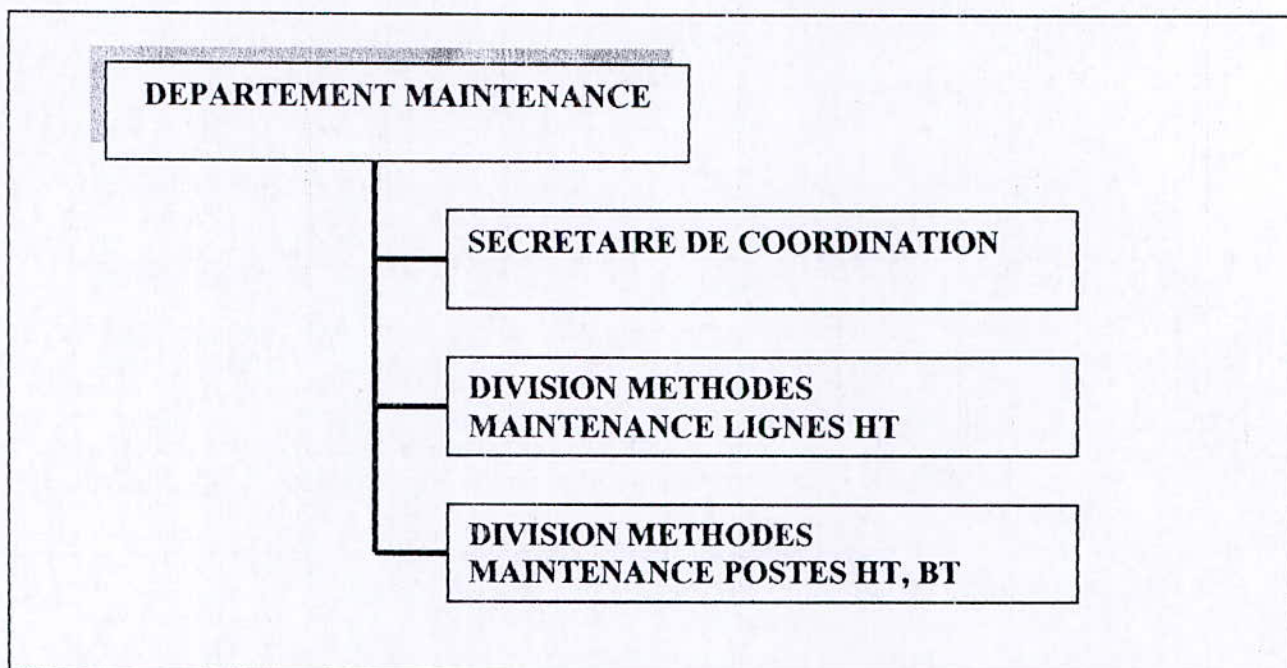 DEPARTEMENT MAINTENANCE
SECRETAIRE DE COORDINATION
DIVISION METHODES
MAINTENANCE LIGNES HT
DIVISION METHODES
MAINTENANCE POSTES HT, BT